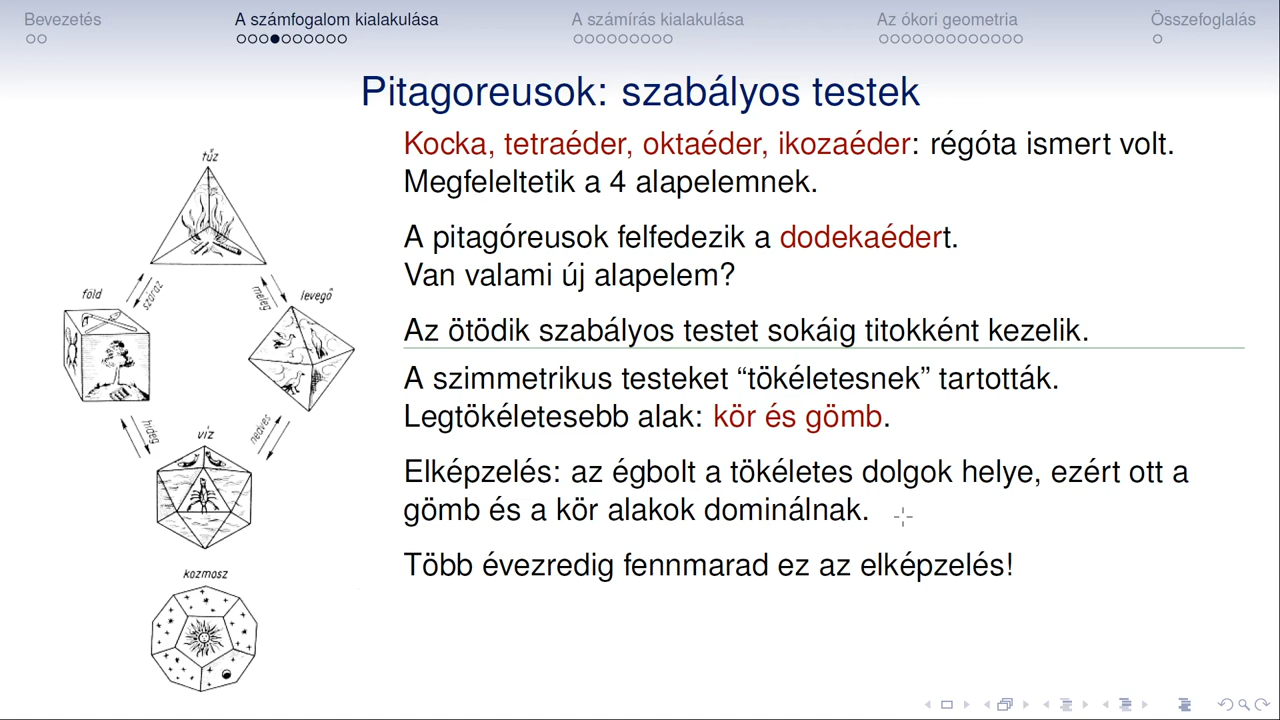 Bevezetés
A számfogalom kialakulása
A számírás kialakulása
Az ókori geometria
Összefoglalás
Pitagoreusok: szabályos testek
Kocka, tetraéder, oktaéder, ikozaéder: régóta ismert volt.
Megfeleltetik a 4 alapelemnek.
A pitagóreusok felfedezik a dodekaédert.
Van valami új alapelem?
Az ötödik szabályos testet sokáig titokként kezelik.
A szimmetrikus testeket “tökéletesnek” tartották.
Legtökéletesebb alak: kör és gömb.
Elképzelés: az égbolt a tökéletes dolgok helye, ezért ott a
gömb és a kör alakok dominálnak.
Több évezredig fennmarad ez az elképzelés!
tűz
száraz
meleg
föld
levegő
hideg
nedves
víz
kozmosz